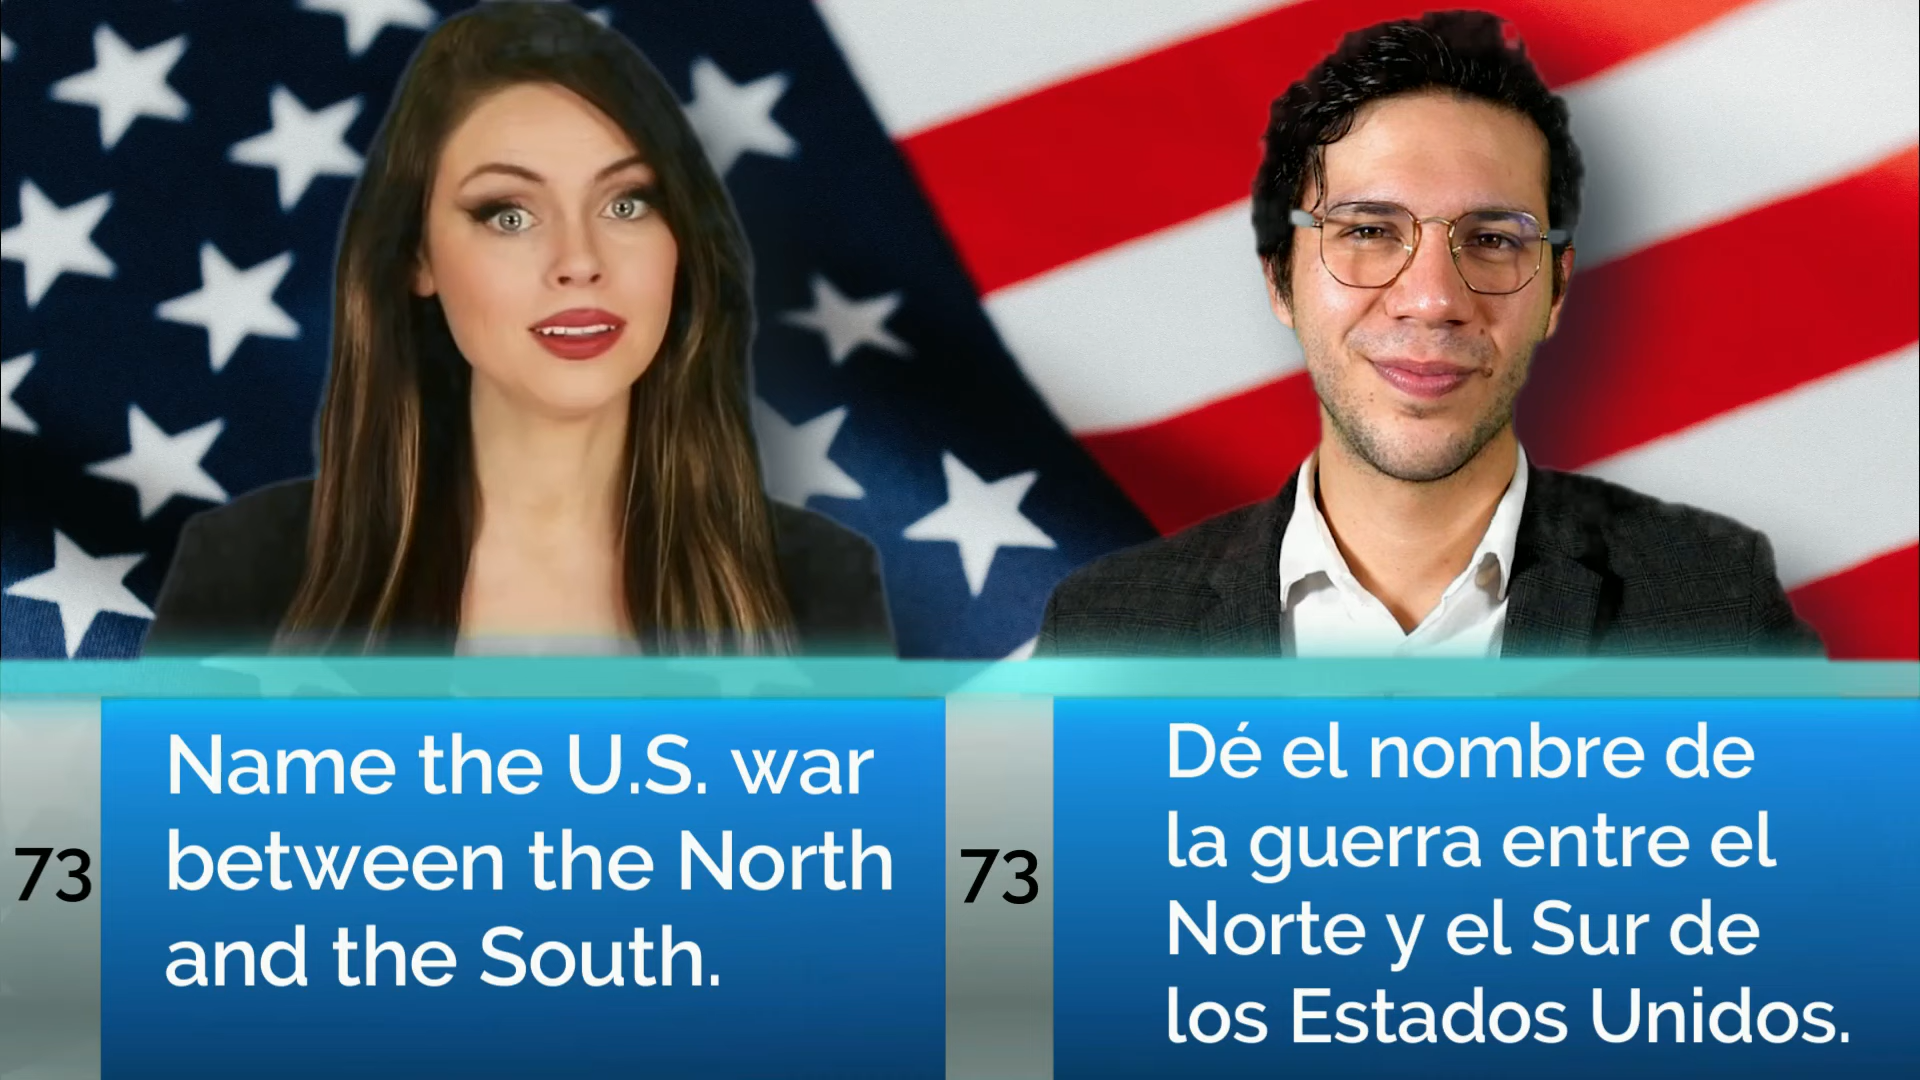 73
Name the U.S. war
between the North
and the South.
73
Dé el nombre de
la guerra entre el
Norte y el Sur de
los Estados Unidos.